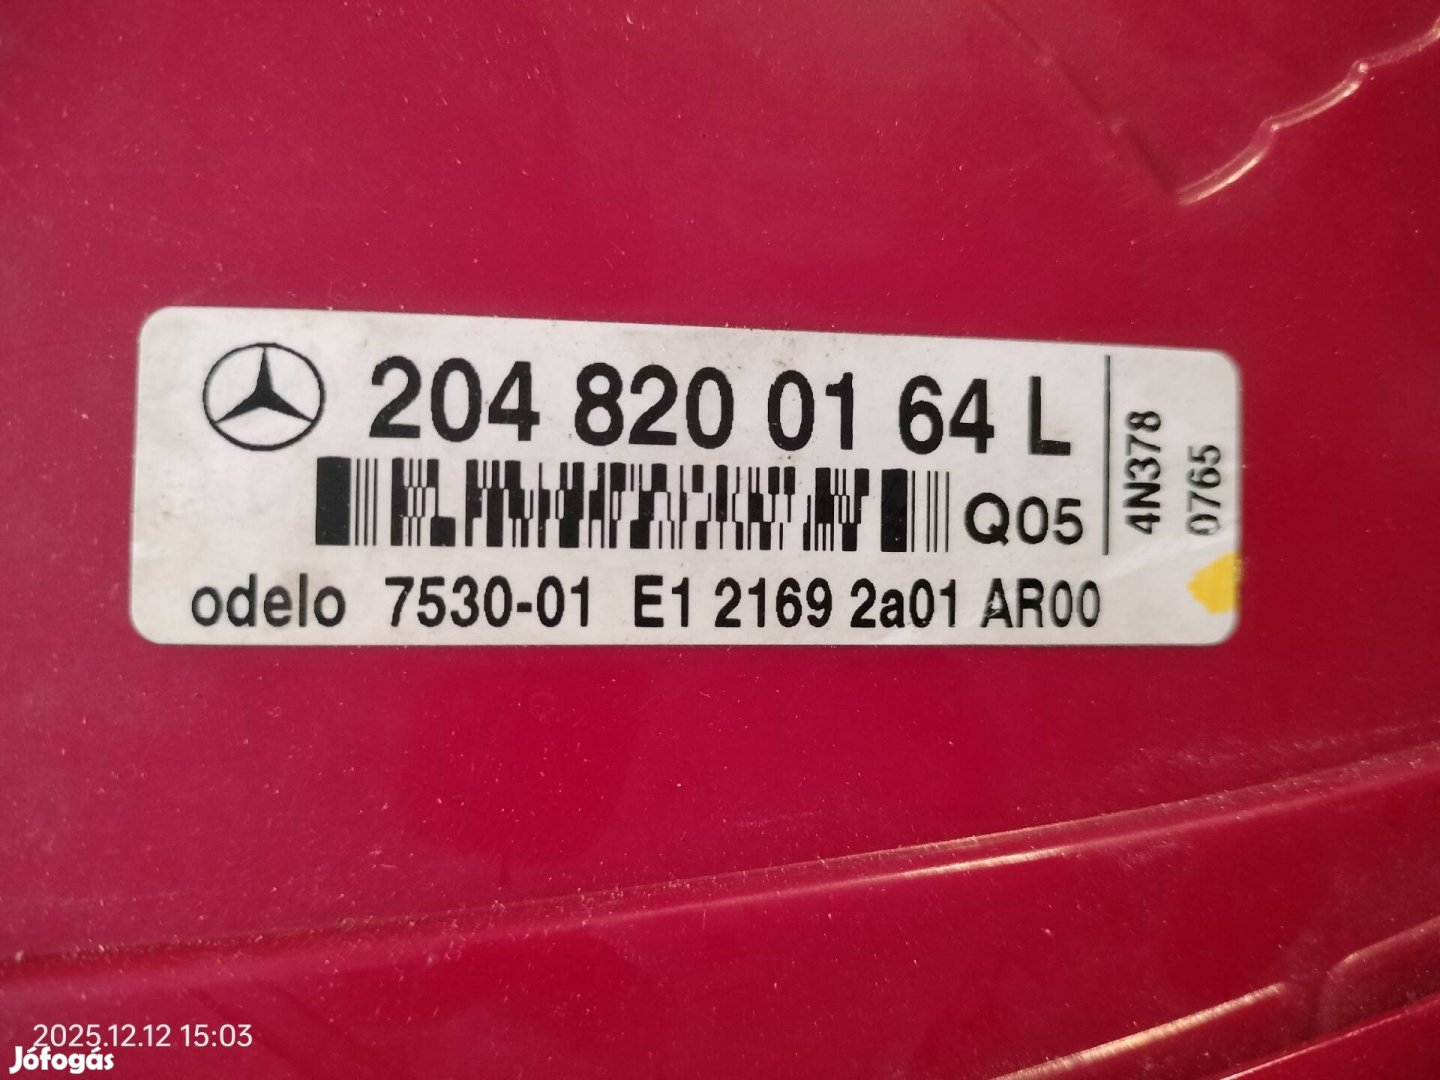 204 820 01 64 L
Q05
odelo 7530-01 E1 2169 2a01 AR00
4N378
0765
2025.12.12 15:03
Jófogás